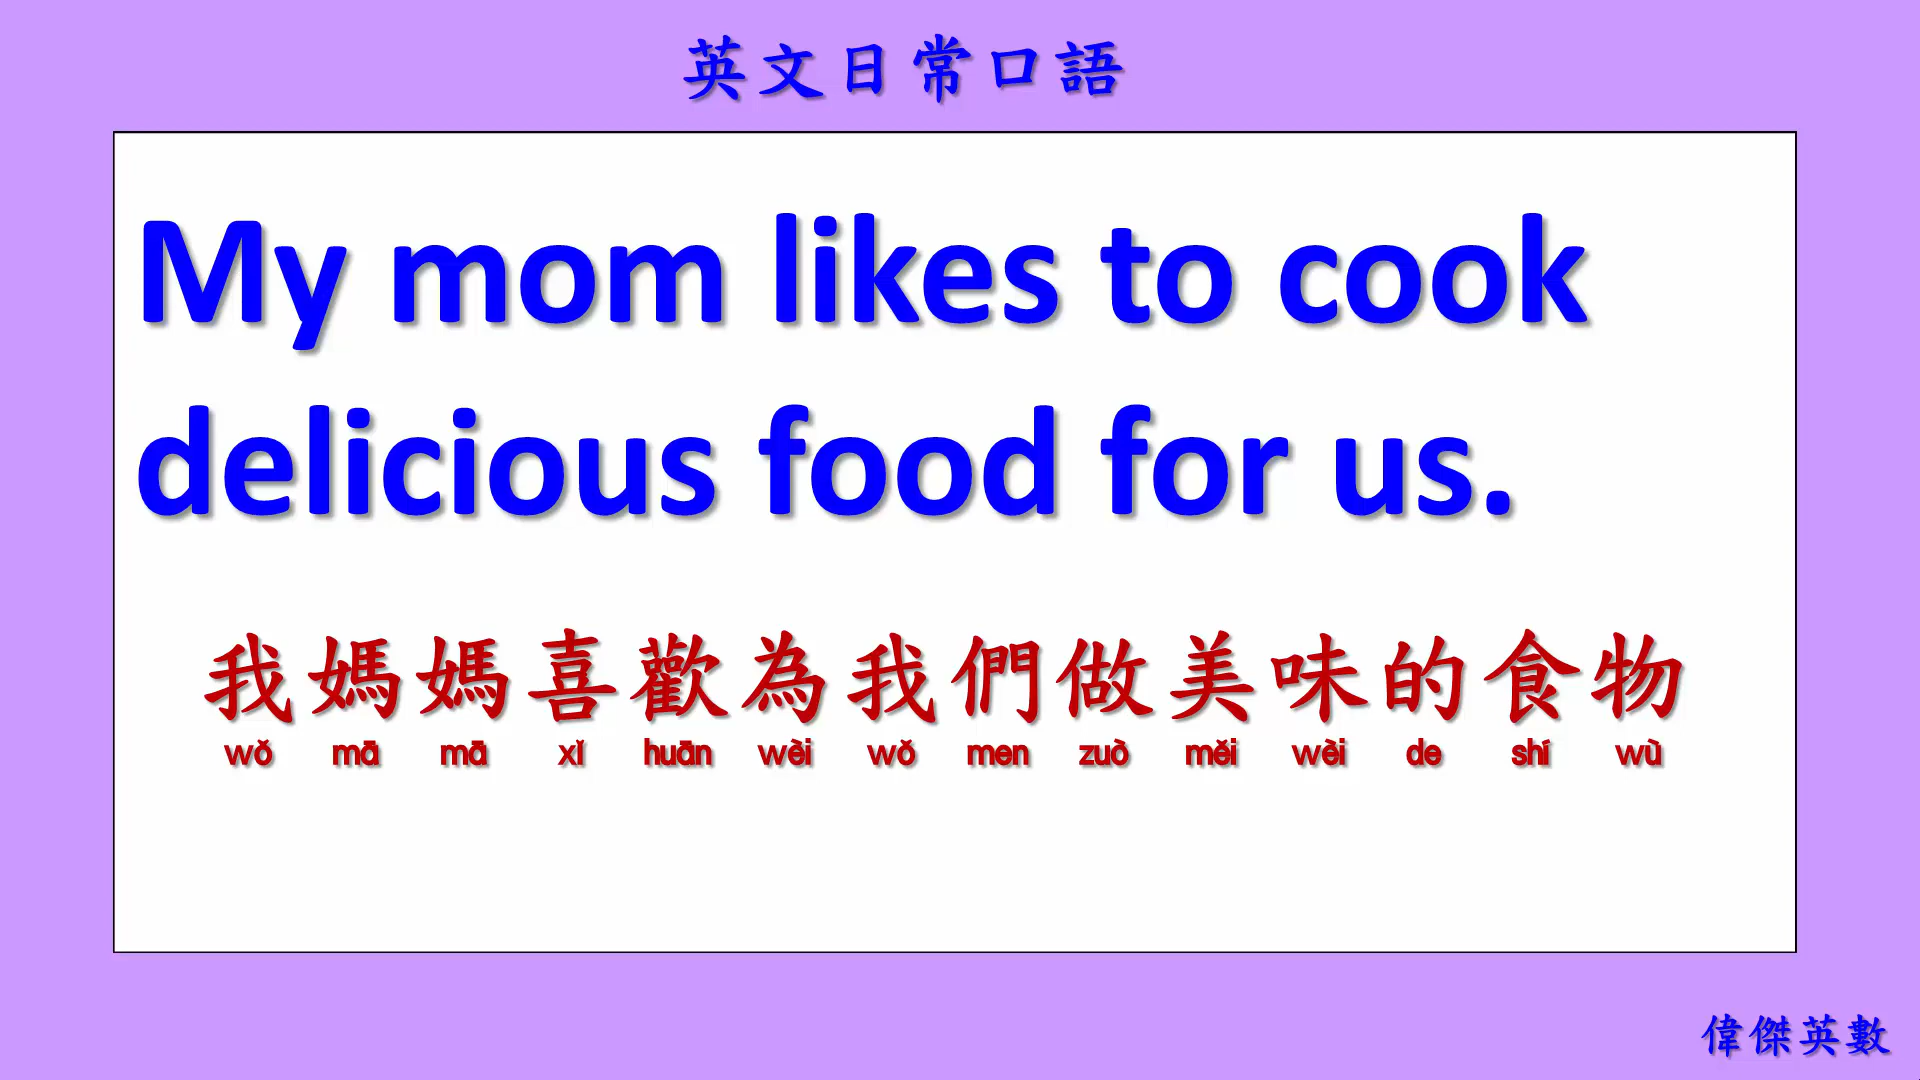 英文日常口語
My mom likes to cook
delicious food for us.
我媽媽喜歡為我們做美味的食物
wǒ mā mā xǐ huān wèi wǒ men zuò měi wèi de shí wù
偉傑英數